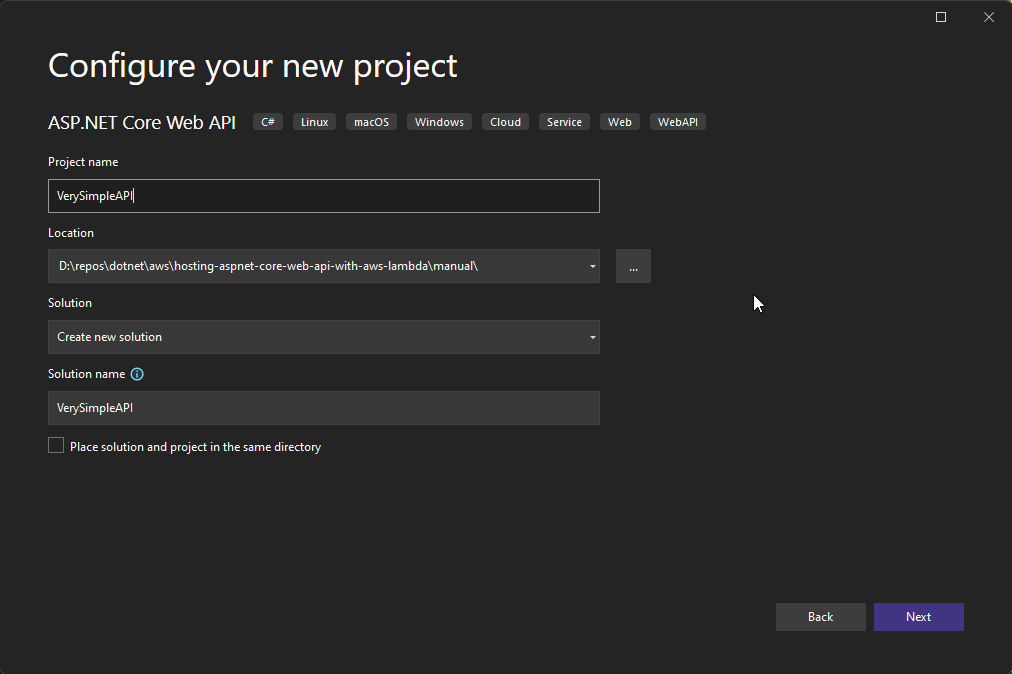 Configure your new project
ASP.NET Core Web API C# Linux macOS Windows Cloud Service Web WebAPI
Project name
VerySimpleAPI
Location
D:\repos\dotnet\aws\hosting-aspnet-core-web-api-with-aws-lambda\manual\
...
Solution
Create new solution
Solution name
VerySimpleAPI
Place solution and project in the same directory
Back Next